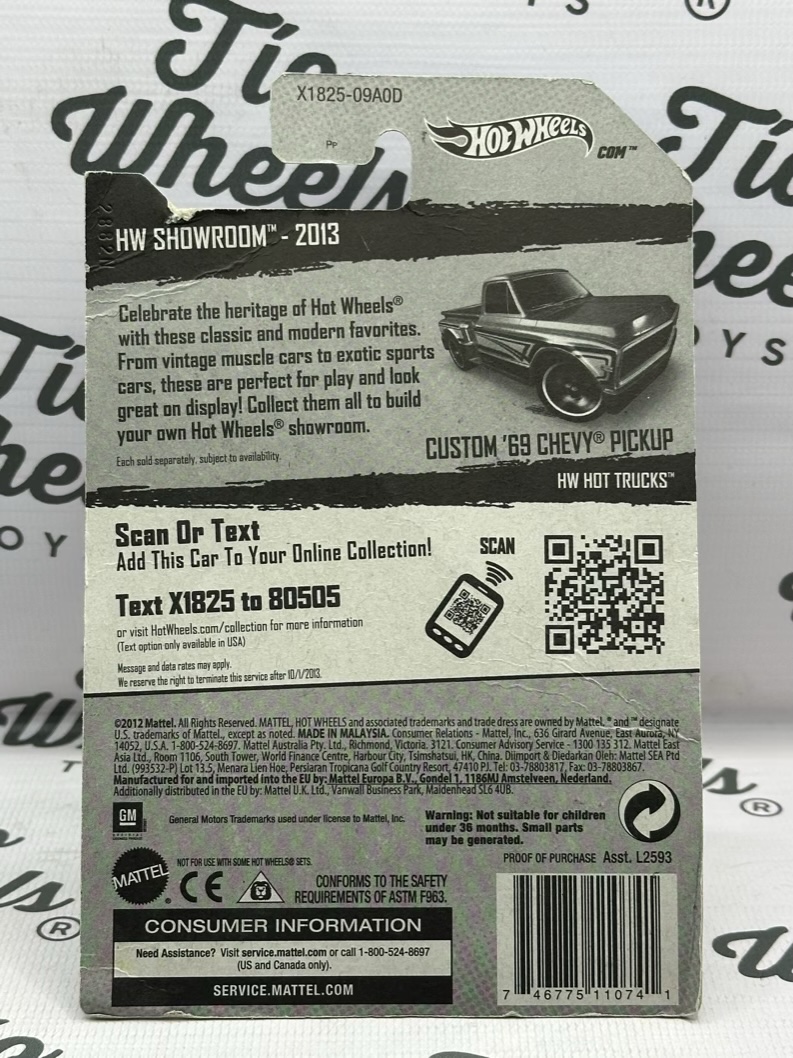 X1825-09A0D
PP
HOT WHEELS
COM™
2882N
HW SHOWROOM™ - 2013
Celebrate the heritage of Hot Wheels®
with these classic and modern favorites.
From vintage muscle cars to exotic sports
cars, these are perfect for play and look
great on display! Collect them all to build
your own Hot Wheels® showroom.
Each sold separately, subject to availability.
CUSTOM '69 CHEVY® PICKUP
HW HOT TRUCKS™
Scan Or Text
Add This Car To Your Online Collection!
Text X1825 to 80505
or visit HotWheels.com/collection for more information
(Text option only available in USA)
Message and data rates may apply.
We reserve the right to terminate this service after 10/1/2013.
SCAN
©2012 Mattel. All Rights Reserved. MATTEL, HOT WHEELS and associated trademarks and trade dress are owned by Mattel. ® and ™ designate
U.S. trademarks of Mattel, except as noted. MADE IN MALAYSIA. Consumer Relations - Mattel, Inc., 636 Girard Avenue, East Aurora, NY
14052, U.S.A. 1-800-524-8697. Mattel Australia Pty. Ltd., Richmond, Victoria. 3121. Consumer Advisory Service - 1300 135 312. Mattel East
Asia Ltd., Room 1106, South Tower, World Finance Centre, Harbour City, Tsimshatsui, HK, China. Diimport & Diedarkan Oleh: Mattel SEA Ptd
Ltd. (993532-P) Lot 13.5, Menara Lien Hoe, Persiaran Tropicana Golf Country Resort, 47410 PJ. Tel: 03-78803817, Fax: 03-78803867.
Manufactured for and imported into the EU by: Mattel Europa B.V., Gondel 1, 1186MJ Amstelveen, Nederland.
Additionally distributed in the EU by: Mattel U.K. Ltd., Vanwall Business Park, Maidenhead SL6 4UB.
GM
General Motors Trademarks used under license to Mattel, Inc.
Warning: Not suitable for children
under 36 months. Small parts
may be generated.
PROOF OF PURCHASE Asst. L2593
MATTEL
NOT FOR USE WITH SOME HOT WHEELS® SETS.
CE
CONFORMS TO THE SAFETY
REQUIREMENTS OF ASTM F963.
CONSUMER INFORMATION
Need Assistance? Visit service.mattel.com or call 1-800-524-8697
(US and Canada only).
SERVICE.MATTEL.COM
7 46775 11074 1